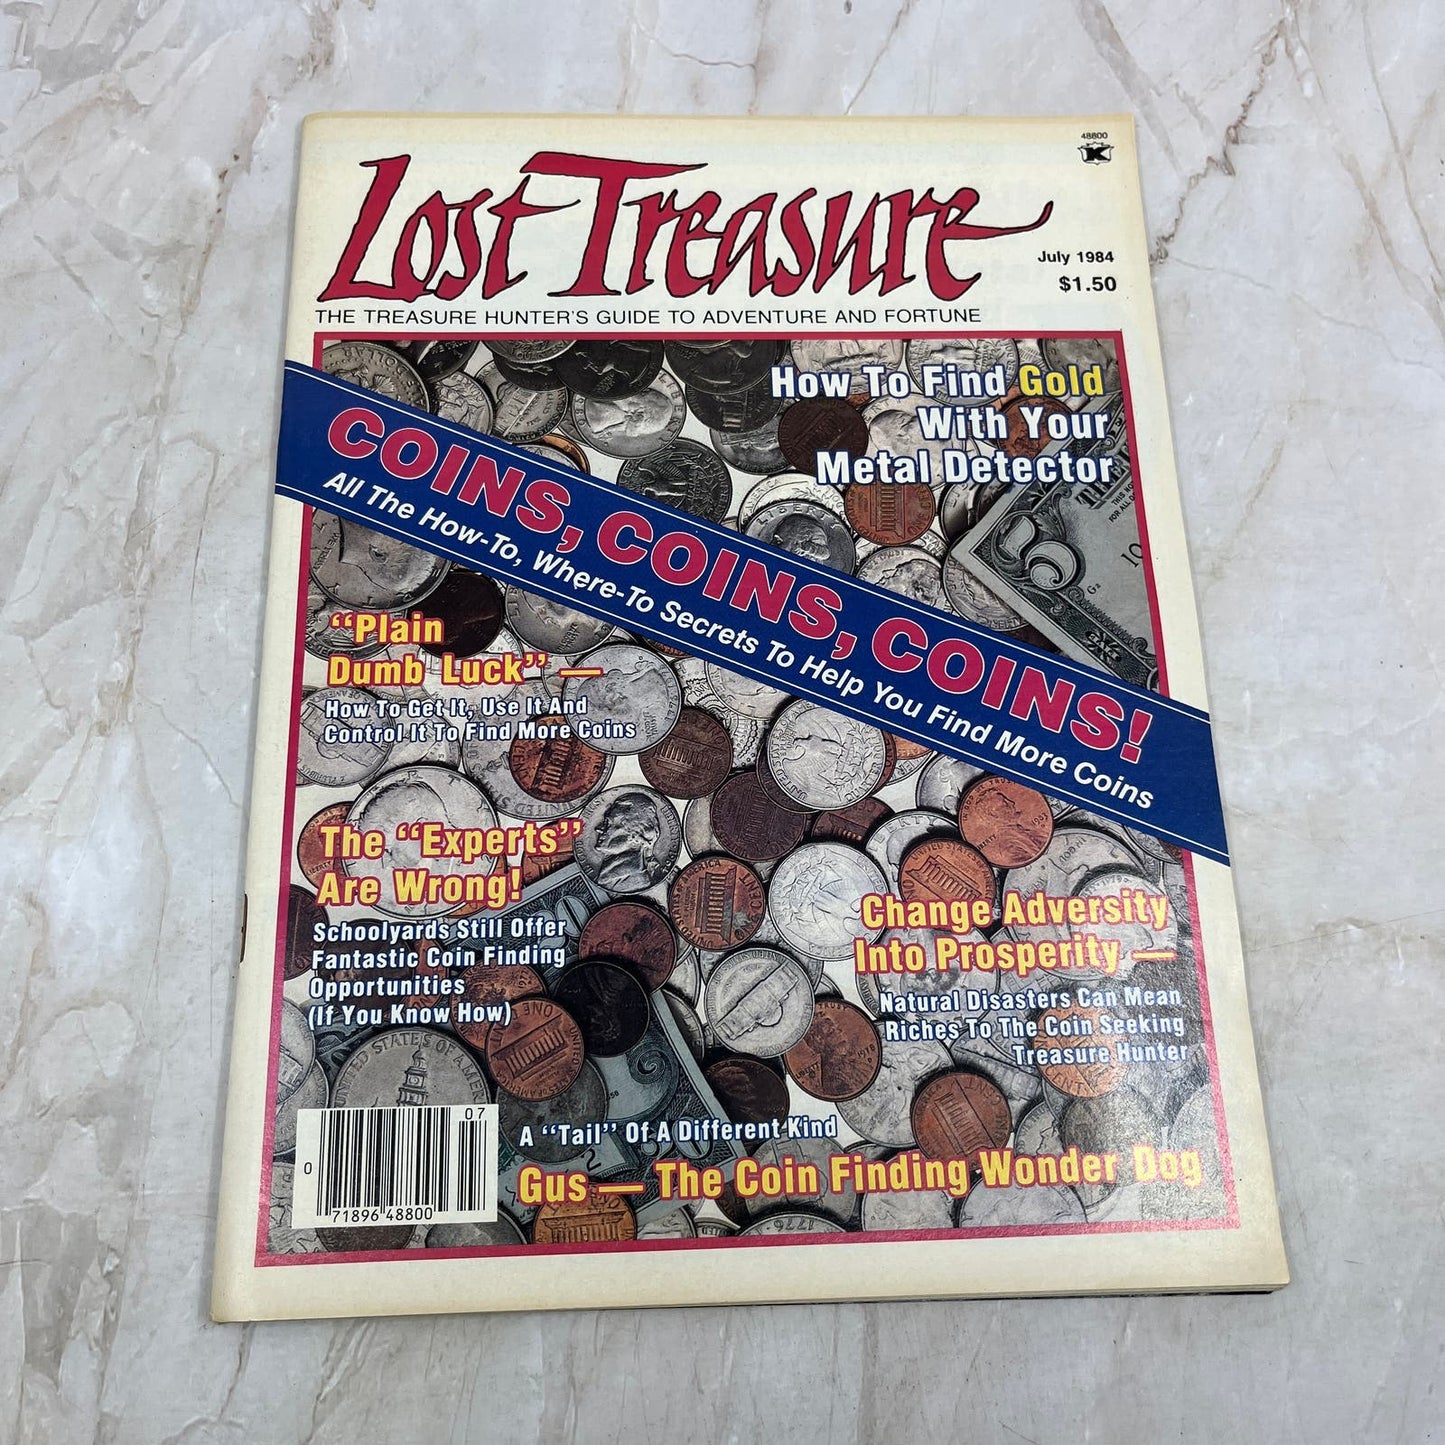 48800
K
Lost Treasure
July 1984
$1.50
THE TREASURE HUNTER'S GUIDE TO ADVENTURE AND FORTUNE
How To Find Gold
With Your
Metal Detector
COINS, COINS, COINS!
All The How-To, Where-To Secrets To Help You Find More Coins
"Plain
Dumb Luck" —
How To Get It, Use It And
Control It To Find More Coins
The "Experts"
Are Wrong!
Schoolyards Still Offer
Fantastic Coin Finding
Opportunities
(If You Know How)
Change Adversity
Into Prosperity —
Natural Disasters Can Mean
Riches To The Coin Seeking
Treasure Hunter
A "Tail" Of A Different Kind
Gus — The Coin Finding Wonder Dog
07
0
71896 48800